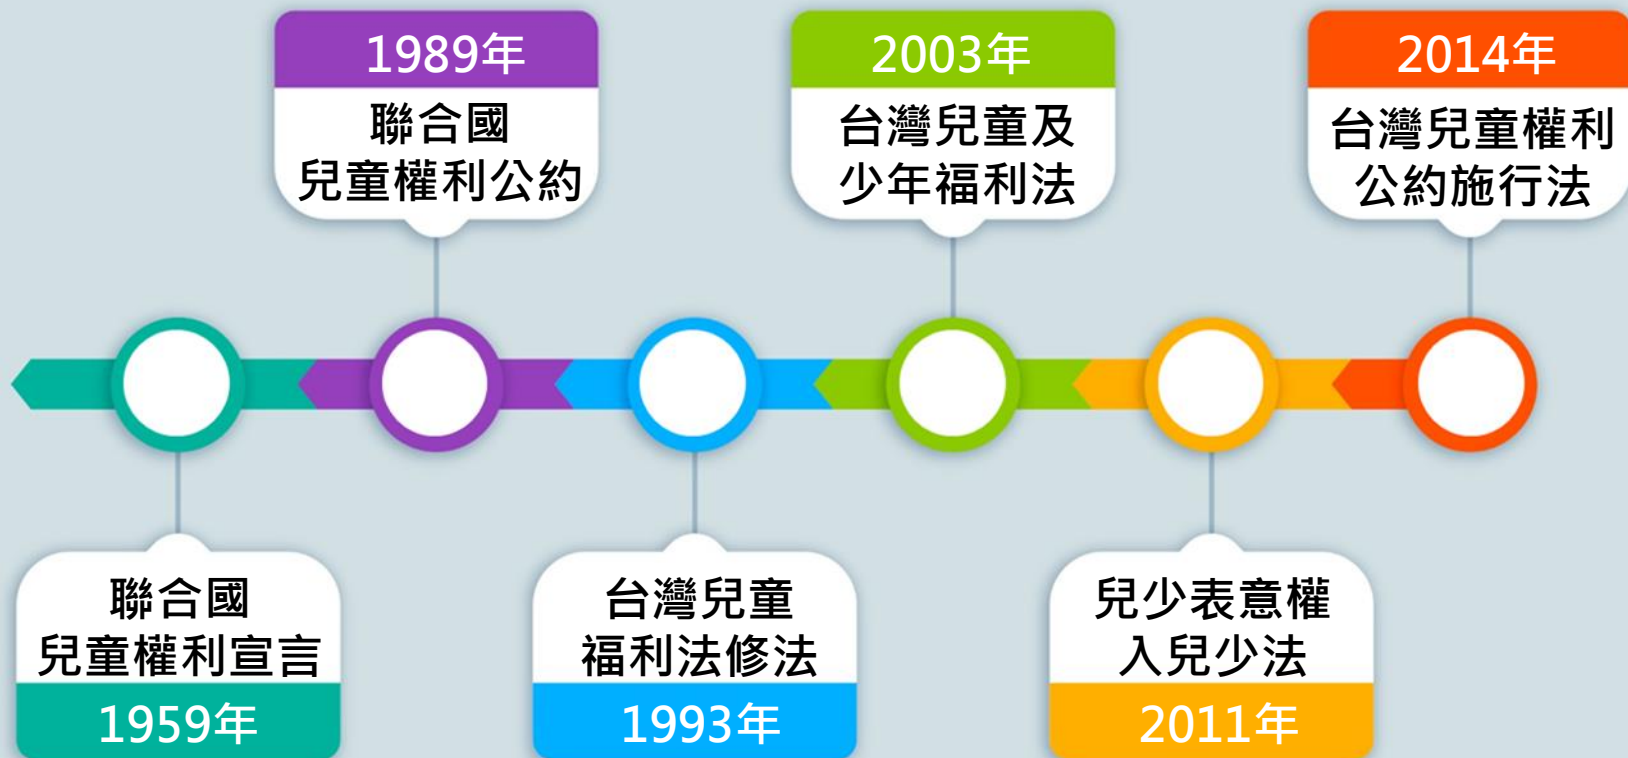 1989年
聯合國
兒童權利公約
2003年
台灣兒童及
少年福利法
2014年
台灣兒童權利
公約施行法
聯合國
兒童權利宣言
1959年
台灣兒童
福利法修法
1993年
兒少表意權
入兒少法
2011年